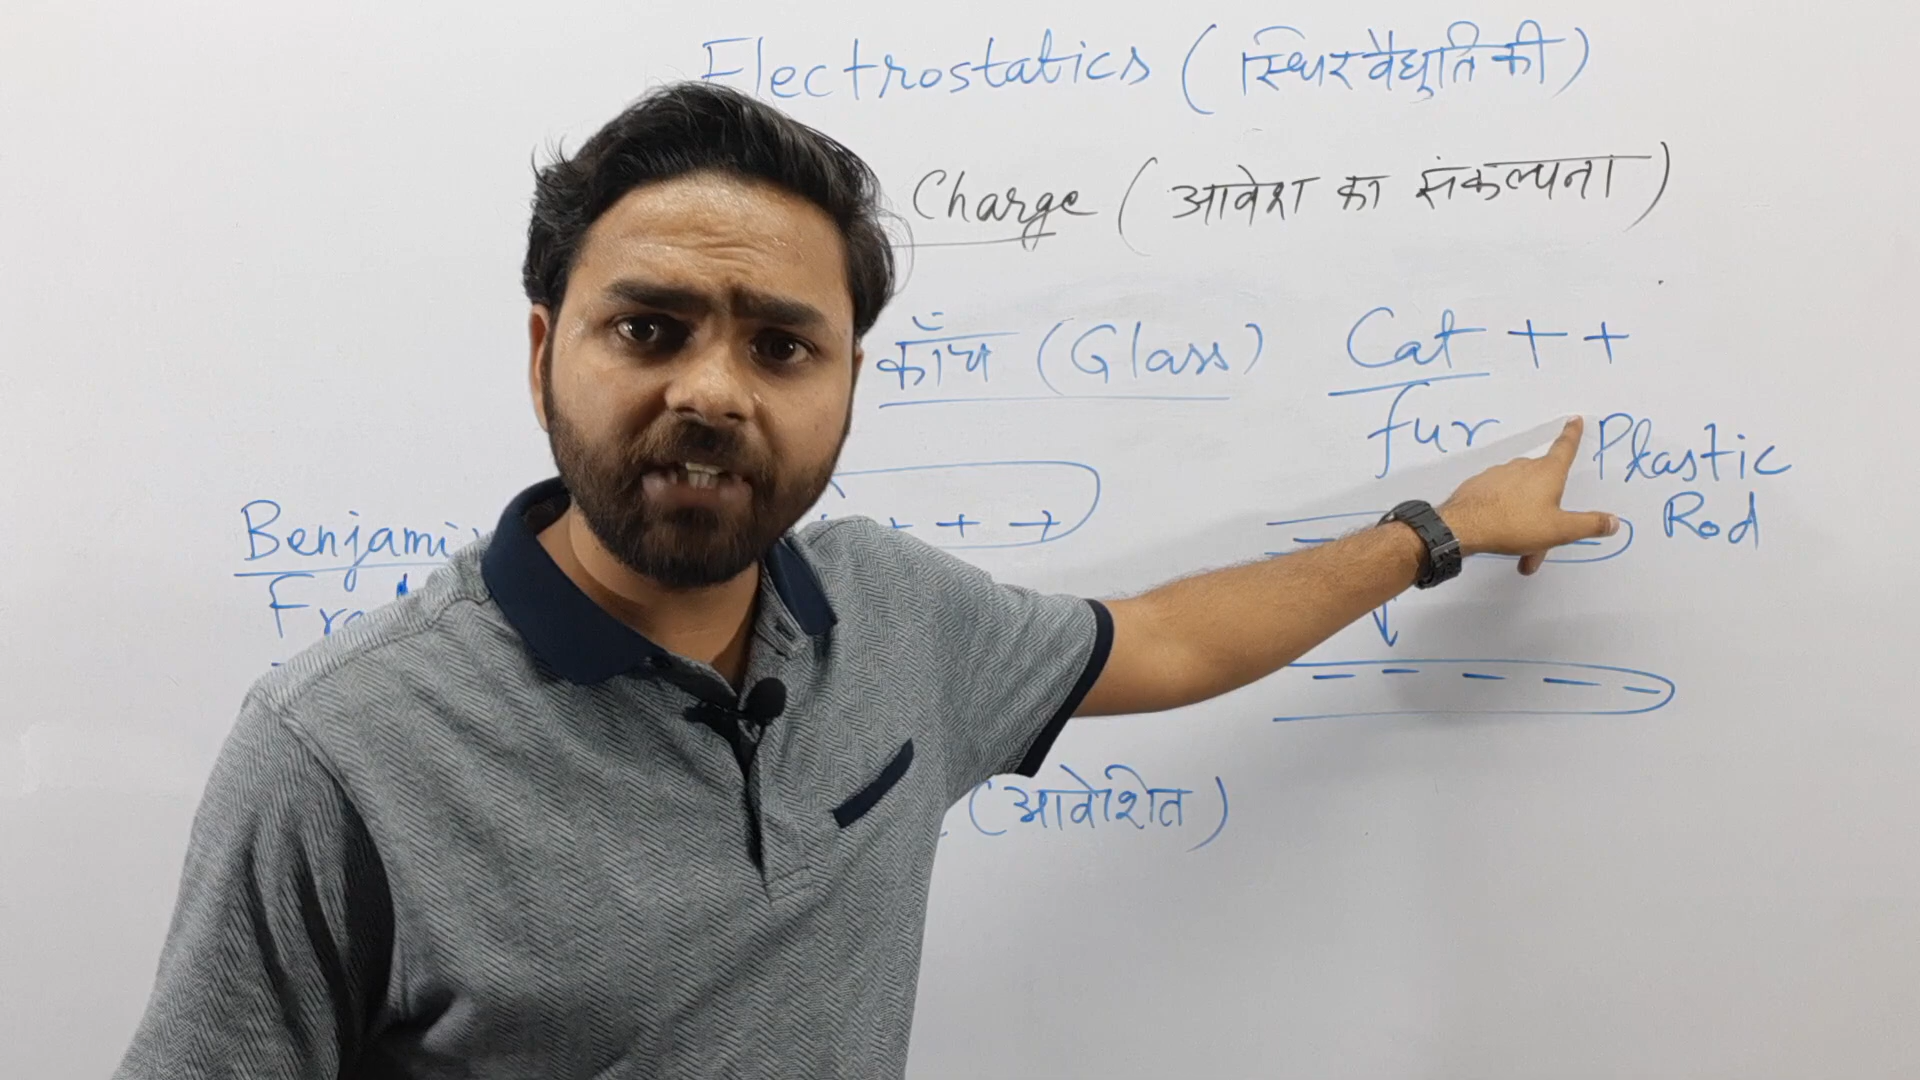 Electrostatics (स्थिरवैद्युतिकी)
Charge (आवेश का संकल्पना)
काँच (Glass)
Cat + +
fur
Plastic
Rod
+ + +
Benjami
Fra
- - - - -
(आवेशित)